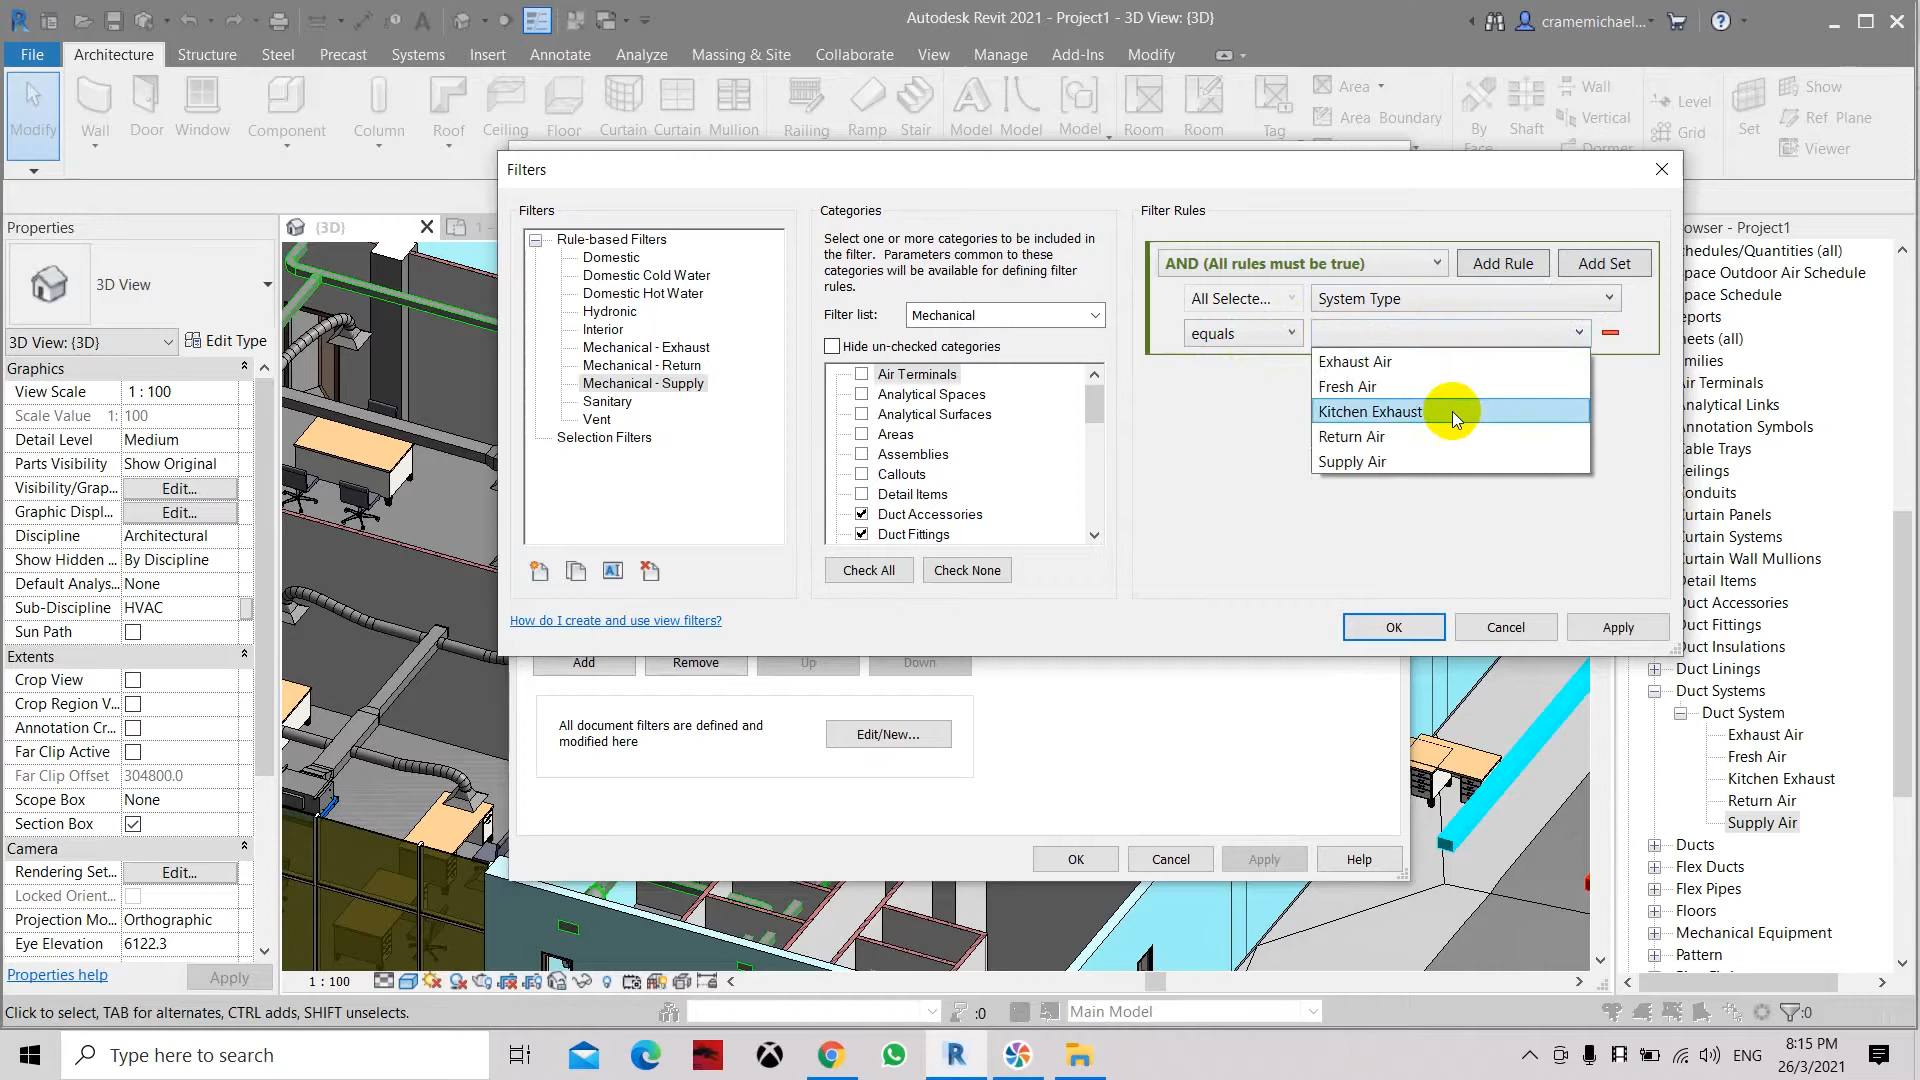 Autodesk Revit 2021 - Project1 - 3D View: {3D}
cramemichael...
File Architecture Structure Steel Precast Systems Insert Annotate Analyze Massing & Site Collaborate View Manage Add-Ins Modify
Modify Wall Door Window Component Column Roof Ceiling Floor Curtain Curtain Mullion Railing Ramp Stair Model Model Model Room Room Tag
Area
Area Boundary
By
Face
Shaft
Wall
Vertical
Dormer
Level
Grid
Set
Show
Ref Plane
Viewer
Properties
3D View
3D View: {3D}
Edit Type
Graphics
View Scale 1 : 100
Scale Value 1: 100
Detail Level Medium
Parts Visibility Show Original
Visibility/Grap... Edit...
Graphic Displ... Edit...
Discipline Architectural
Show Hidden ... By Discipline
Default Analys... None
Sub-Discipline HVAC
Sun Path
Extents
Crop View
Crop Region V...
Annotation Cr...
Far Clip Active
Far Clip Offset 304800.0
Scope Box None
Section Box
Camera
Rendering Set... Edit...
Locked Orient...
Projection Mo... Orthographic
Eye Elevation 6122.3
Properties help
Apply
{3D}
1 -
Filters
Filters
Rule-based Filters
Domestic
Domestic Cold Water
Domestic Hot Water
Hydronic
Interior
Mechanical - Exhaust
Mechanical - Return
Mechanical - Supply
Sanitary
Vent
Selection Filters
How do I create and use view filters?
Categories
Select one or more categories to be included in
the filter. Parameters common to these
categories will be available for defining filter
rules.
Filter list: Mechanical
Hide un-checked categories
Air Terminals
Analytical Spaces
Analytical Surfaces
Areas
Assemblies
Callouts
Detail Items
Duct Accessories
Duct Fittings
Check All
Check None
Filter Rules
AND (All rules must be true)
Add Rule
Add Set
All Selecte...
System Type
equals
Exhaust Air
Fresh Air
Kitchen Exhaust
Return Air
Supply Air
OK
Cancel
Apply
Add
Remove
Up
Down
All document filters are defined and
modified here
Edit/New...
OK
Cancel
Apply
Help
owser - Project1
chedules/Quantities (all)
pace Outdoor Air Schedule
pace Schedule
eports
heets (all)
milies
ir Terminals
nalytical Links
nnotation Symbols
able Trays
eilings
onduits
urtain Panels
urtain Systems
urtain Wall Mullions
etail Items
uct Accessories
uct Fittings
uct Insulations
Duct Linings
Duct Systems
Duct System
Exhaust Air
Fresh Air
Kitchen Exhaust
Return Air
Supply Air
Ducts
Flex Ducts
Flex Pipes
Floors
Mechanical Equipment
Pattern
1 : 100
Click to select, TAB for alternates, CTRL adds, SHIFT unselects.
:0
Main Model
:0
Type here to search
ENG
8:15 PM
26/3/2021